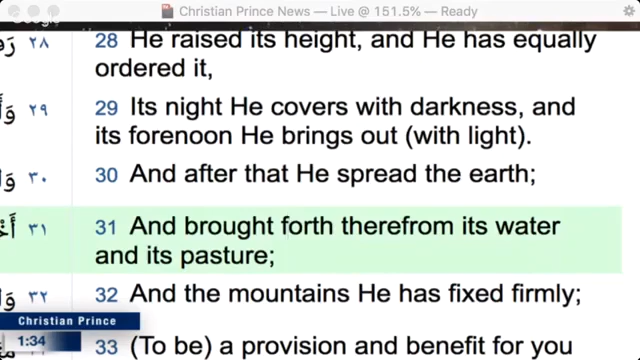 Christian Prince News — Live @ 151.5% — Ready
٢٨
28 He raised its height, and He has equally
ordered it,
٢٩
29 Its night He covers with darkness, and
its forenoon He brings out (with light).
٣٠
30 And after that He spread the earth;
٣١
31 And brought forth therefrom its water
and its pasture;
٣٢
32 And the mountains He has fixed firmly;
33 (To be) a provision and benefit for you
Christian Prince
1:34